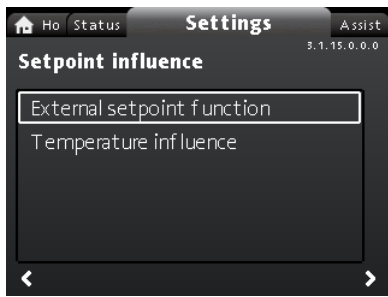 Ho Status Settings Assist
3.1.15.0.0.0
Setpoint influence
External setpoint function
Temperature influence